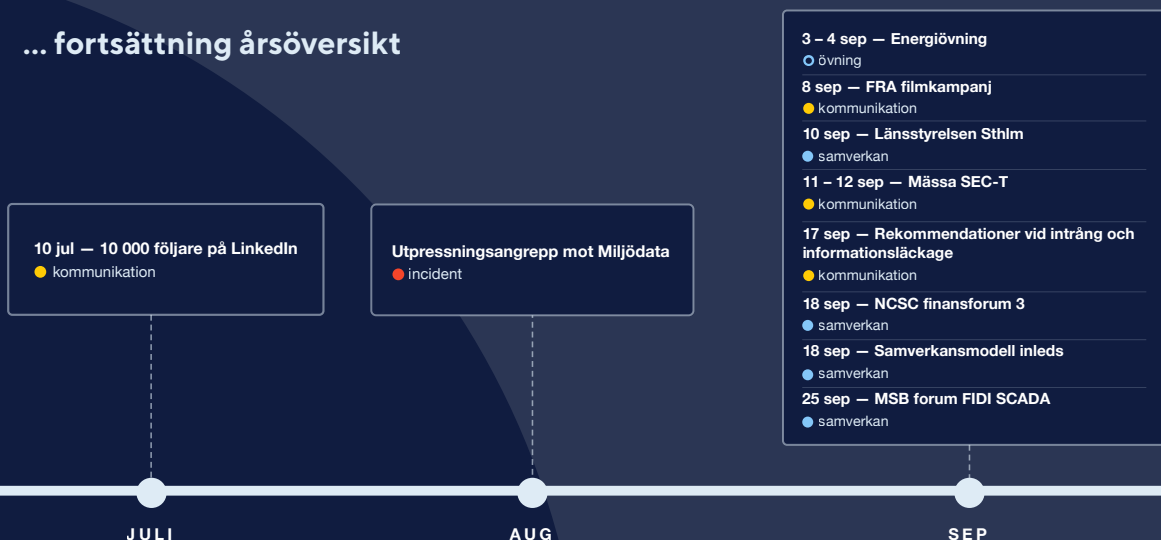 ... fortsättning årsöversikt
10 jul — 10 000 följare på LinkedIn
kommunikation
Utpressningsangrepp mot Miljödata
incident
3 – 4 sep — Energiövning
övning
8 sep — FRA filmkampanj
kommunikation
10 sep — Länsstyrelsen Sthlm
samverkan
11 – 12 sep — Mässa SEC-T
kommunikation
17 sep — Rekommendationer vid intrång och
informationsläckage
kommunikation
18 sep — NCSC finansforum 3
samverkan
18 sep — Samverkansmodell inleds
samverkan
25 sep — MSB forum FIDI SCADA
samverkan
JULI
AUG
SEP